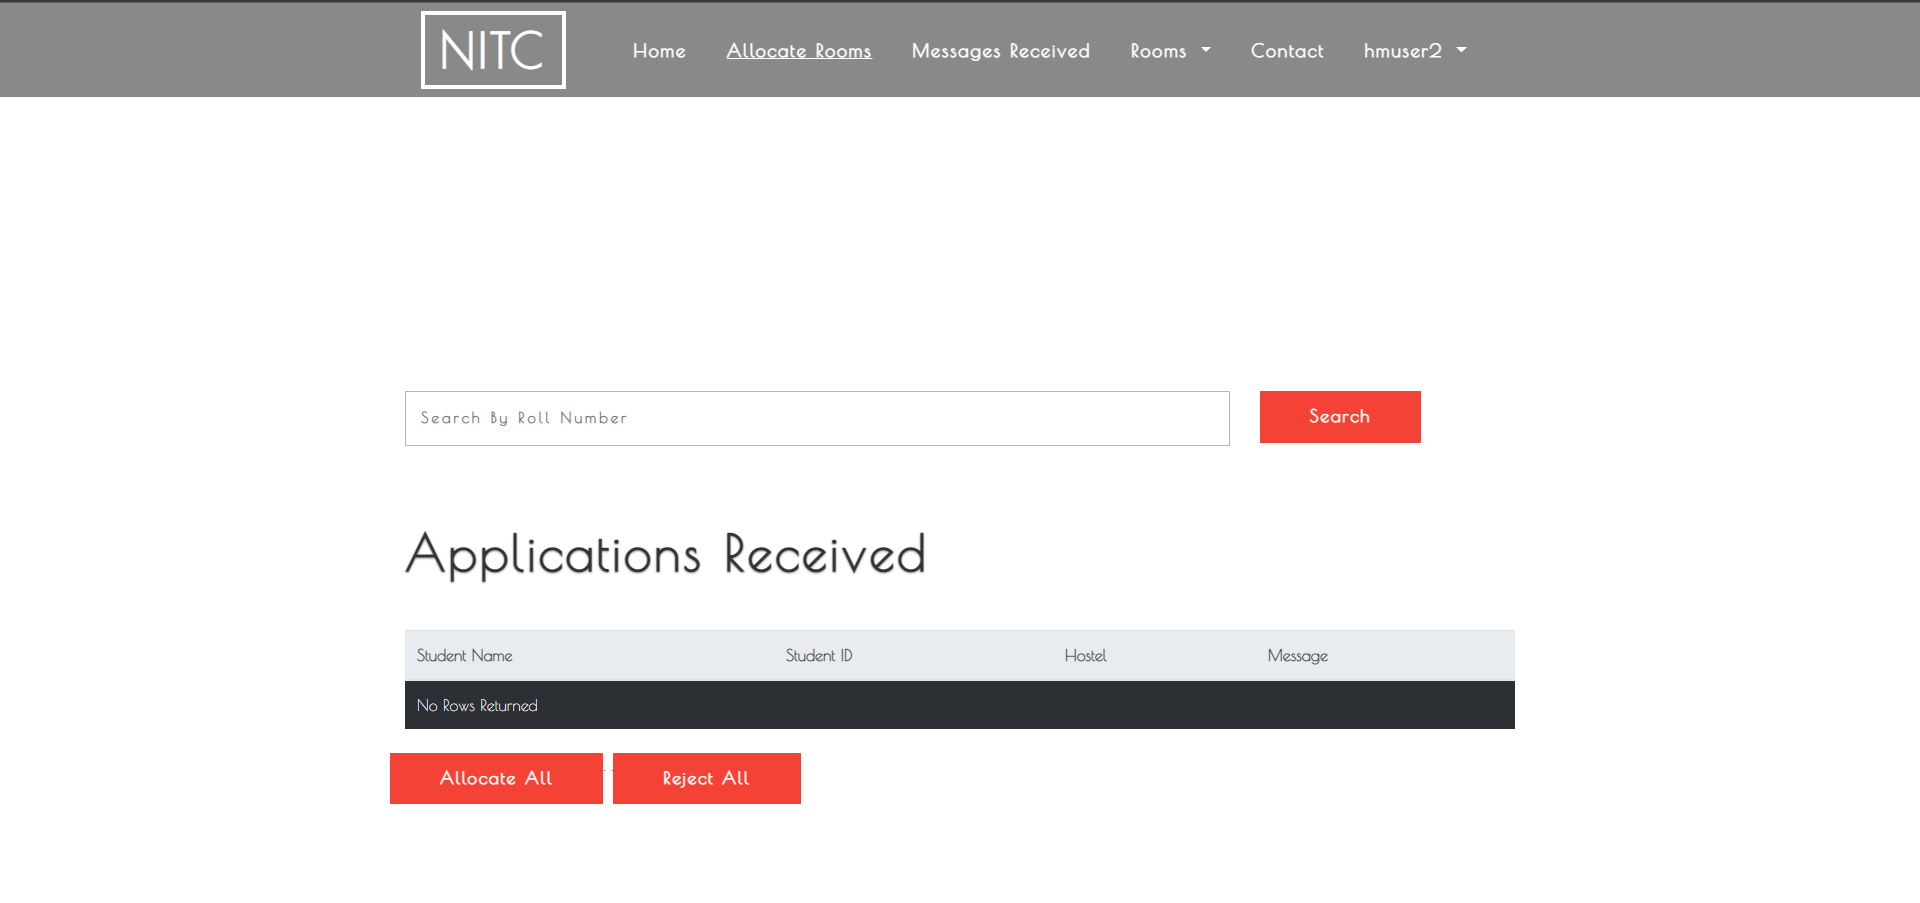 NITC
Home Allocate Rooms Messages Received Rooms Contact hmuser2
Search By Roll Number Search
Applications Received
Student Name Student ID Hostel Message
No Rows Returned
Allocate All Reject All